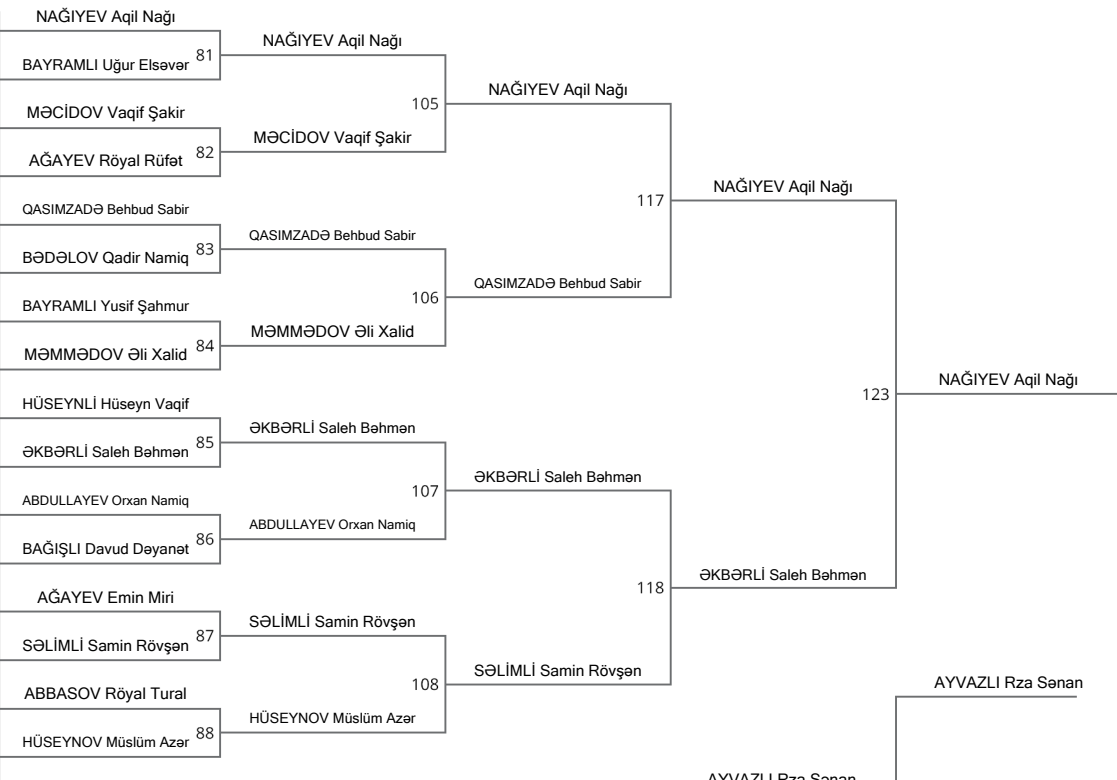 NAĞIYEV Aqil Nağı
BAYRAMLI Uğur Elsəvər
81
MƏCİDOV Vaqif Şakir
AĞAYEV Röyal Rüfət
82
QASIMZADƏ Behbud Sabir
BƏDƏLOV Qadir Namiq
83
BAYRAMLI Yusif Şahmur
MƏMMƏDOV Əli Xalid
84
HÜSEYNLİ Hüseyn Vaqif
ƏKBƏRLİ Saleh Bəhmən
85
ABDULLAYEV Orxan Namiq
BAĞIŞLI Davud Dəyanət
86
AĞAYEV Emin Miri
SƏLİMLİ Samin Rövşən
87
ABBASOV Röyal Tural
HÜSEYNOV Müslüm Azər
88
NAĞIYEV Aqil Nağı
105
MƏCİDOV Vaqif Şakir
QASIMZADƏ Behbud Sabir
106
MƏMMƏDOV Əli Xalid
ƏKBƏRLİ Saleh Bəhmən
107
ABDULLAYEV Orxan Namiq
SƏLİMLİ Samin Rövşən
108
HÜSEYNOV Müslüm Azər
NAĞIYEV Aqil Nağı
117
QASIMZADƏ Behbud Sabir
ƏKBƏRLİ Saleh Bəhmən
118
SƏLİMLİ Samin Rövşən
NAĞIYEV Aqil Nağı
123
ƏKBƏRLİ Saleh Bəhmən
NAĞIYEV Aqil Nağı
AYVAZLI Rza Sənan
AYVAZLI Rza Sənan